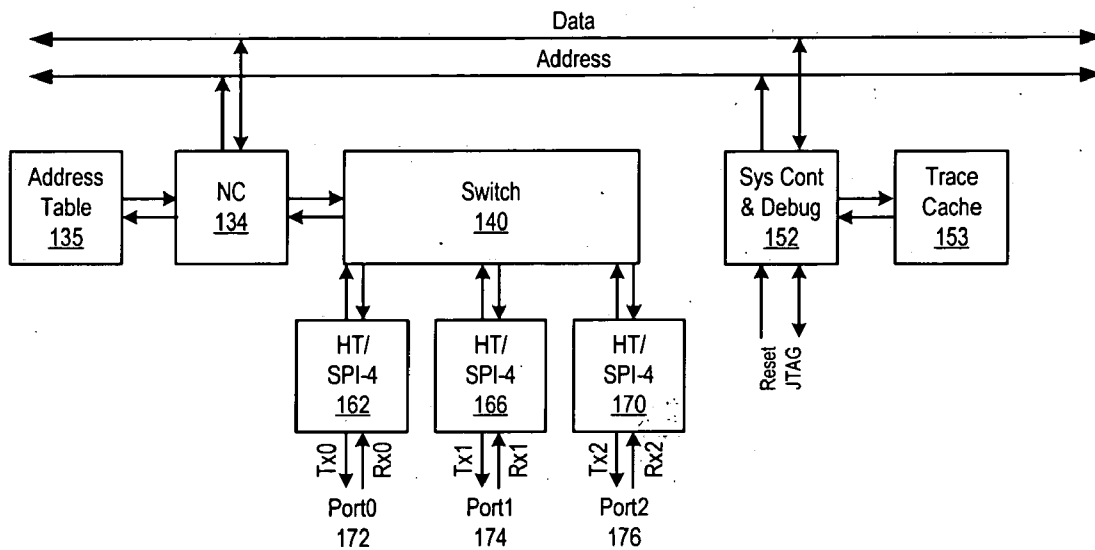 Data
Address
Address
Table
135
NC
134
Switch
140
Sys Cont
& Debug
152
Trace
Cache
153
HT/
SPI-4
162
HT/
SPI-4
166
HT/
SPI-4
170
Reset
JTAG
Tx0
Rx0
Tx1
Rx1
Tx2
Rx2
Port0
172
Port1
174
Port2
176